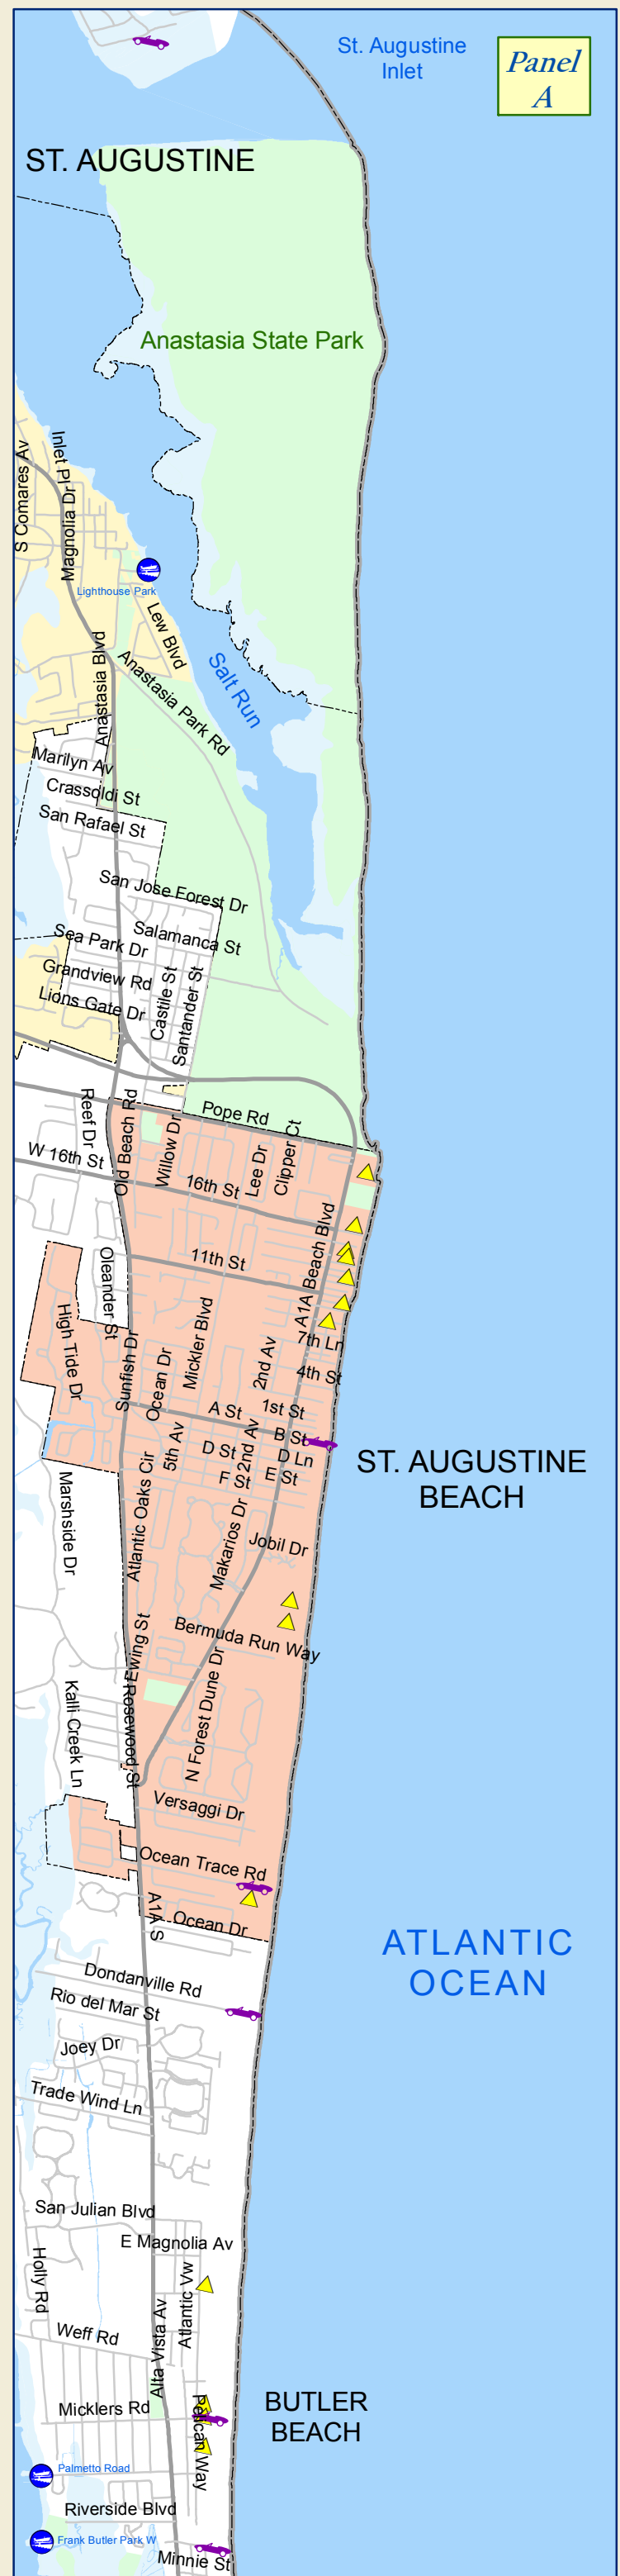 St. Augustine
Inlet
Panel
A
ST. AUGUSTINE
Anastasia State Park
S Comares Av
Inlet Pl
Magnolia Dr
Lighthouse Park
Lew Blvd
Salt Run
Anastasia Blvd
Anastasia Park Rd
Marilyn Av
Crassoldi St
San Rafael St
San Jose Forest Dr
Salamanca St
Sea Park Dr
Grandview Rd
Lions Gate Dr
Castile St
Santander St
Reef Dr
Old Beach Rd
Pope Rd
Willow Dr
Lee Dr
Clipper Ct
W 16th St
16th St
11th St
Oleander St
A1A Beach Blvd
High Tide Dr
Sunfish Dr
Ocean Dr
Mickler Blvd
2nd Av
7th Ln
4th St
1st St
A St
B St
5th Av
D St
2nd Av
D Ln
F St
E St
ST. AUGUSTINE
BEACH
Marshside Dr
Atlantic Oaks Cir
Makarios Dr
Jobil Dr
Bermuda Run Way
Ewing St
Kalli Creek Ln
Rosewood St
N Forest Dune Dr
Versaggi Dr
Ocean Trace Rd
A1A S
Ocean Dr
ATLANTIC
OCEAN
Dondanville Rd
Rio del Mar St
Joey Dr
Trade Wind Ln
San Julian Blvd
E Magnolia Av
Holly Rd
Atlantic Vw
Alta Vista Av
Weff Rd
Micklers Rd
Pelican Way
BUTLER
BEACH
Palmetto Road
Riverside Blvd
Frank Butler Park W
Minnie St